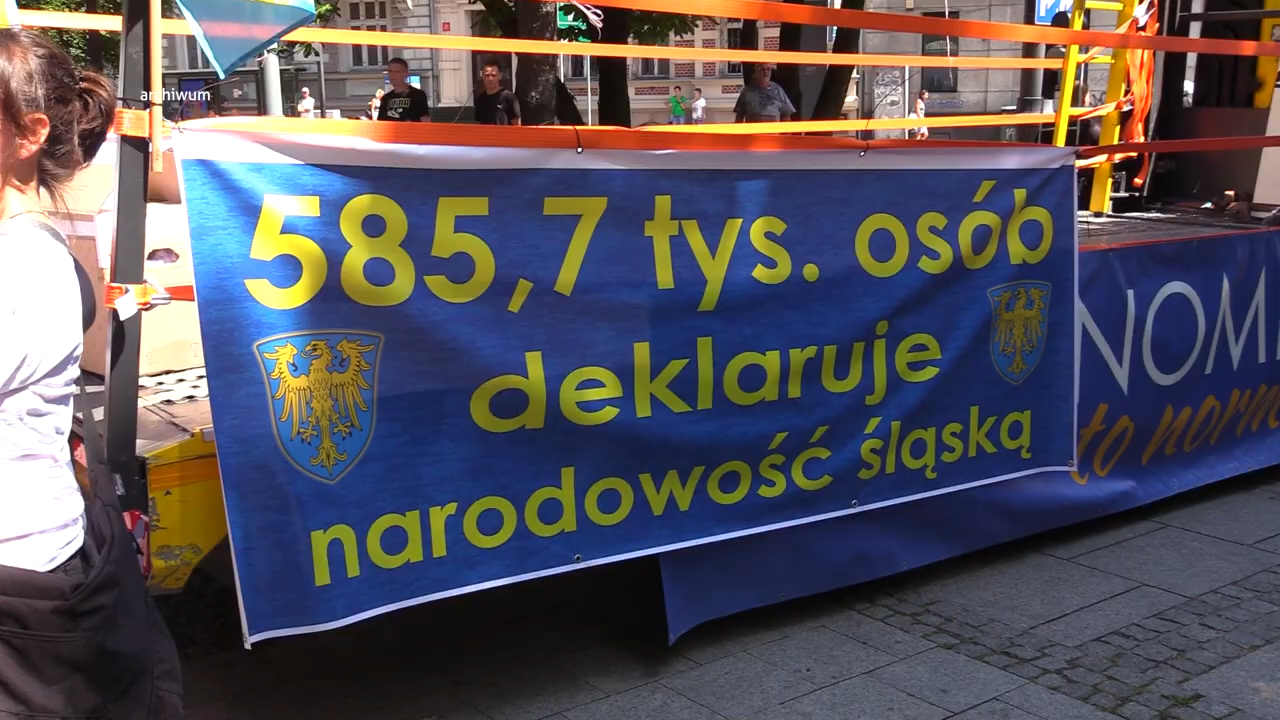 archiwum
585,7 tys. osób
deklaruje
narodowość śląską
NOM
to norm